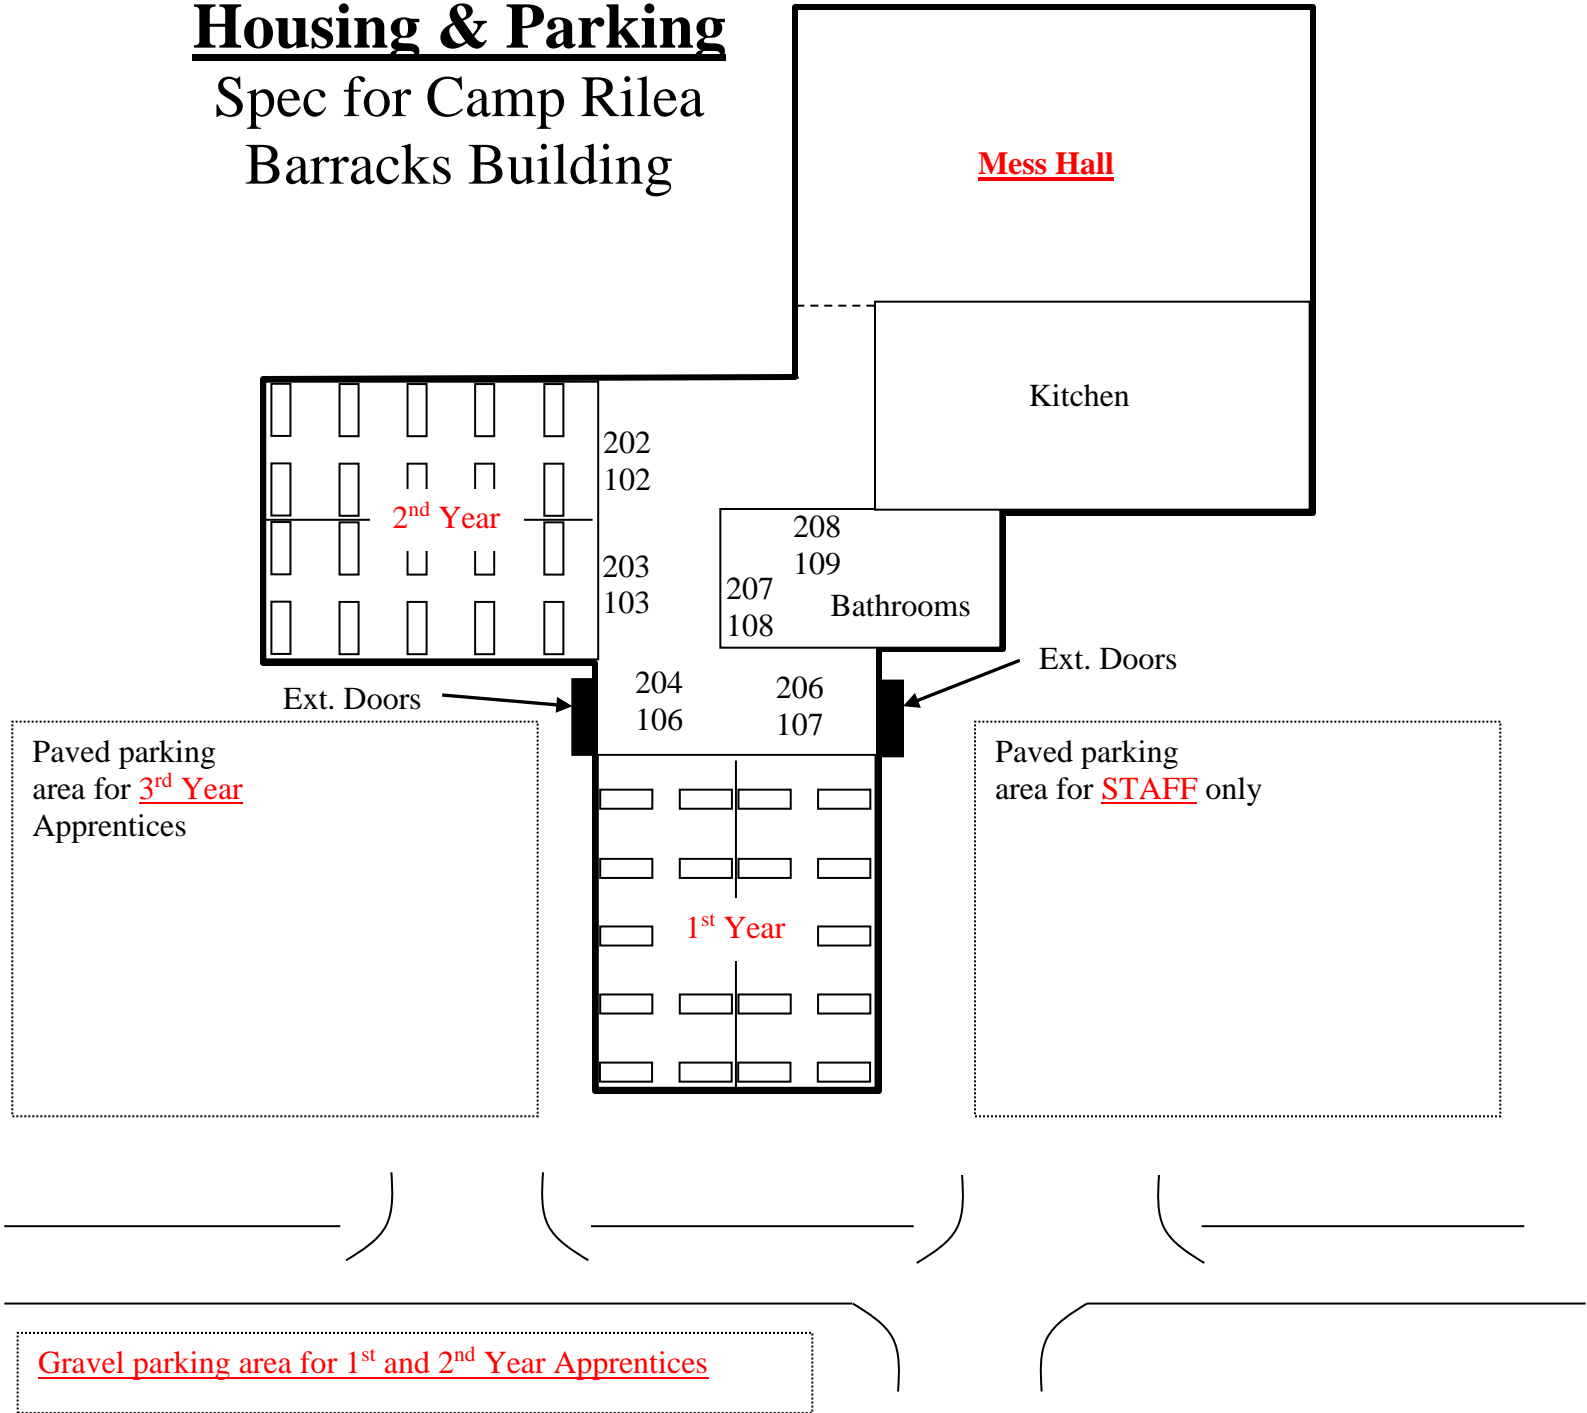 Housing & Parking
Spec for Camp Rilea
Barracks Building
Mess Hall
Kitchen
202
102
2nd Year
203
103
208
109
207
108
Bathrooms
Ext. Doors
Ext. Doors
204
106
206
107
Paved parking
area for 3rd Year
Apprentices
Paved parking
area for STAFF only
1st Year
Gravel parking area for 1st and 2nd Year Apprentices